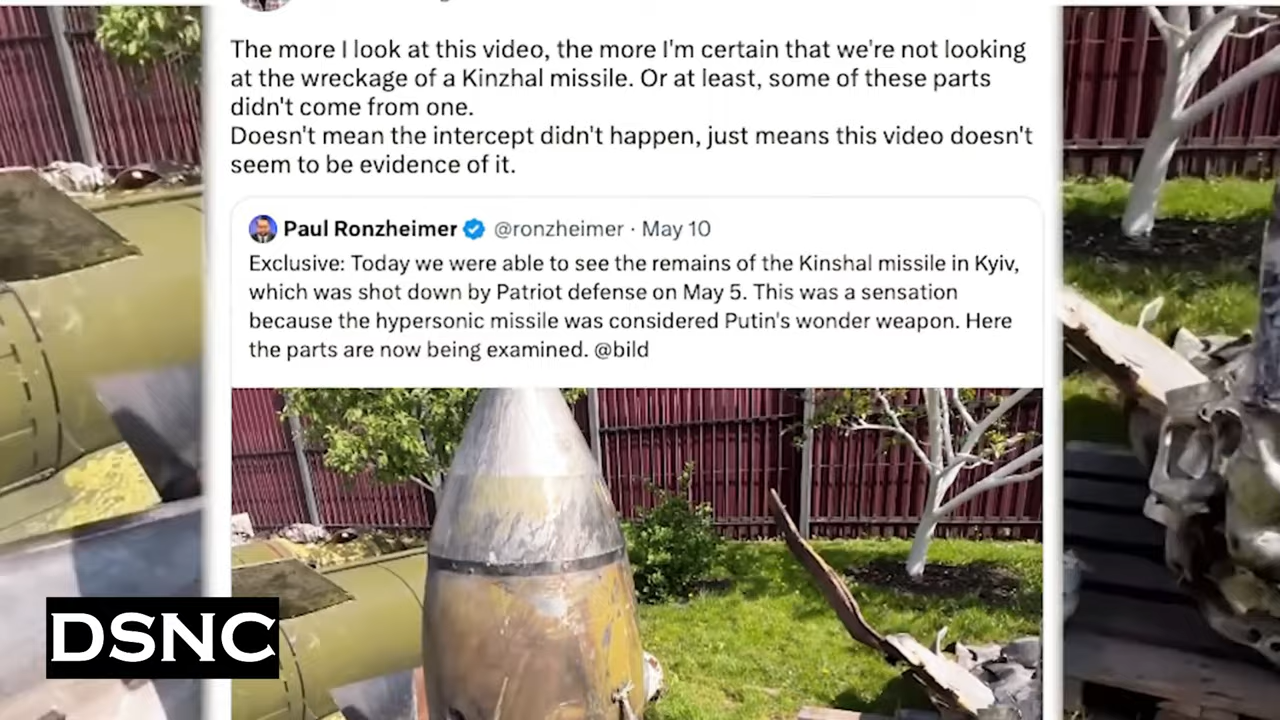 The more I look at this video, the more I'm certain that we're not looking
at the wreckage of a Kinzhal missile. Or at least, some of these parts
didn't come from one.
Doesn't mean the intercept didn't happen, just means this video doesn't
seem to be evidence of it.
Paul Ronzheimer @ronzheimer · May 10
Exclusive: Today we were able to see the remains of the Kinshal missile in Kyiv,
which was shot down by Patriot defense on May 5. This was a sensation
because the hypersonic missile was considered Putin's wonder weapon. Here
the parts are now being examined. @bild
DSNC